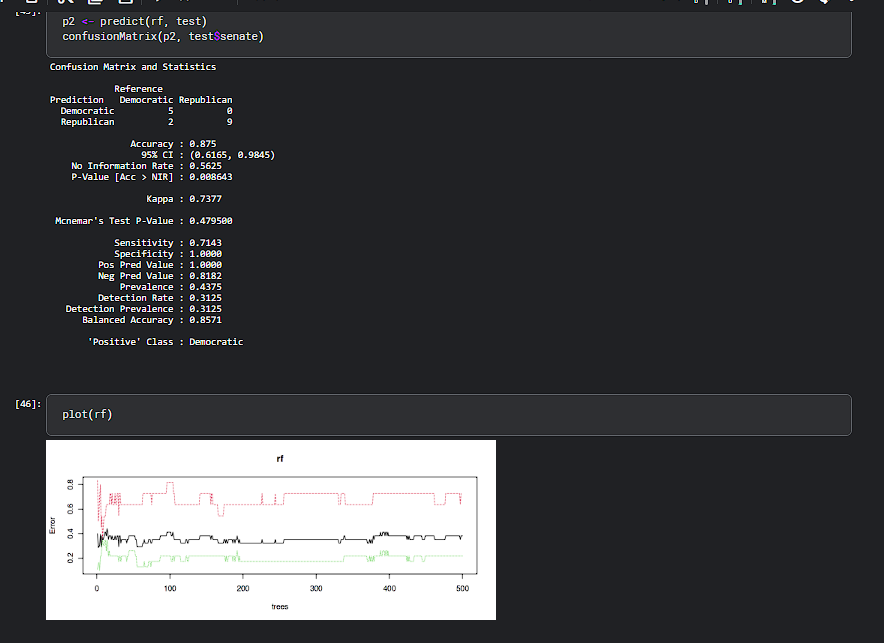 p2 <- predict(rf, test)
confusionMatrix(p2, test$senate)
Confusion Matrix and Statistics
Reference
Prediction Democratic Republican
Democratic 5 0
Republican 2 9
Accuracy : 0.875
95% CI : (0.6165, 0.9845)
No Information Rate : 0.5625
P-Value [Acc > NIR] : 0.008643
Kappa : 0.7377
Mcnemar's Test P-Value : 0.479500
Sensitivity : 0.7143
Specificity : 1.0000
Pos Pred Value : 1.0000
Neg Pred Value : 0.8182
Prevalence : 0.4375
Detection Rate : 0.3125
Detection Prevalence : 0.3125
Balanced Accuracy : 0.8571
'Positive' Class : Democratic
[46]:
plot(rf)
rf
0.8
0.6
0.4
0.2
Error
0 100 200 300 400 500
trees